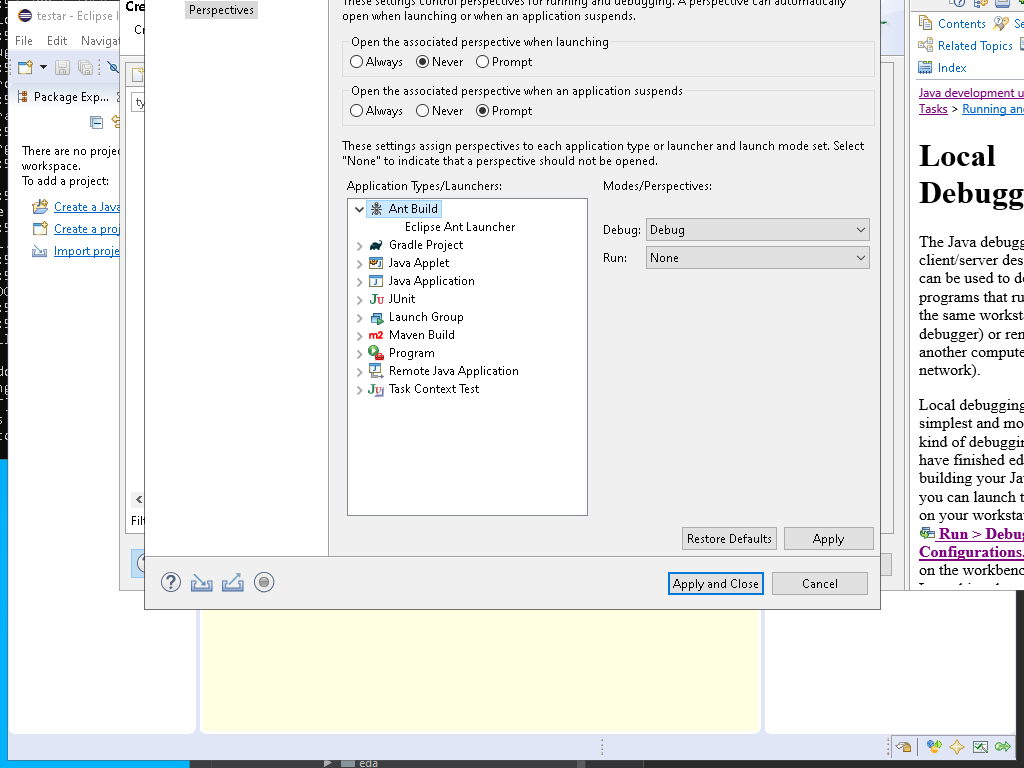 testar - Eclipse I
File Edit Navigat
Package Exp...
There are no proje
workspace.
To add a project:
Create a Java
Create a proj
Import proje
Cre
Cr
ty
Filt
Perspectives
These settings control perspectives for running and debugging. A perspective can automatically
open when launching or when an application suspends.
Open the associated perspective when launching
Always Never Prompt
Open the associated perspective when an application suspends
Always Never Prompt
These settings assign perspectives to each application type or launcher and launch mode set. Select
"None" to indicate that a perspective should not be opened.
Application Types/Launchers:
Ant Build
Eclipse Ant Launcher
Gradle Project
Java Applet
Java Application
JUnit
Launch Group
Maven Build
Program
Remote Java Application
Task Context Test
Modes/Perspectives:
Debug: Debug
Run: None
Restore Defaults Apply
Apply and Close Cancel
Contents Se
Related Topics
Index
Java development u
Tasks > Running and
Local
Debugg
The Java debugg
client/server des
can be used to de
programs that ru
the same worksta
debugger) or rem
another compute
network).
Local debugging
simplest and mo
kind of debuggin
have finished ed
building your Jav
you can launch t
on your worksta
Run > Debug
Configurations.
on the workbenc
eda